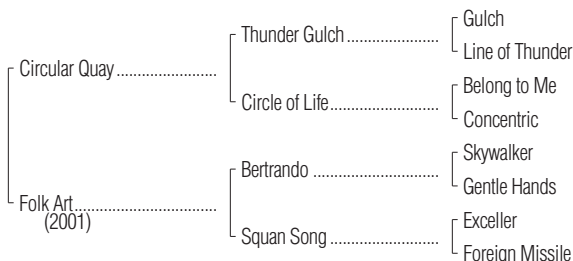 Gulch
Thunder Gulch........................
Line of Thunder
Circular Quay..........................
Belong to Me
Circle of Life.............................
Concentric
Skywalker
Bertrando ................................
Gentle Hands
Folk Art.....................................
(2001)
Exceller
Squan Song ............................
Foreign Missile